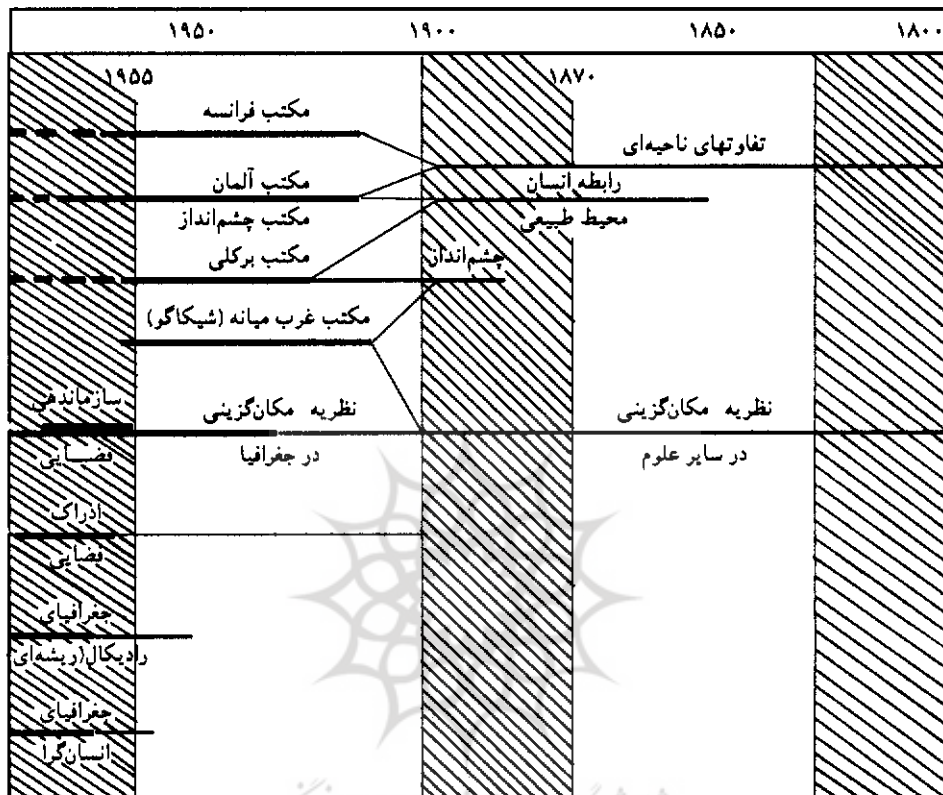 ۱۸۰۰ ۱۸۵۰ ۱۹۰۰ ۱۹۵۰
۱۸۷۰ ۱۹۵۵
مکتب فرانسه
تفاوتهای ناحیه‌ای
رابطه انسان
محیط طبیعی
مکتب آلمان
مکتب چشم‌انداز
چشم‌انداز
مکتب برکلی
مکتب غرب میانه (شیکاگو)
نظریه مکان‌گزینی
در سایر علوم
نظریه مکان‌گزینی
در جغرافیا
سازماندهی
فضایی
ادراک
فضایی
جغرافیای
رادیکال(ریشه‌ای
جغرافیای
انسان‌گرا